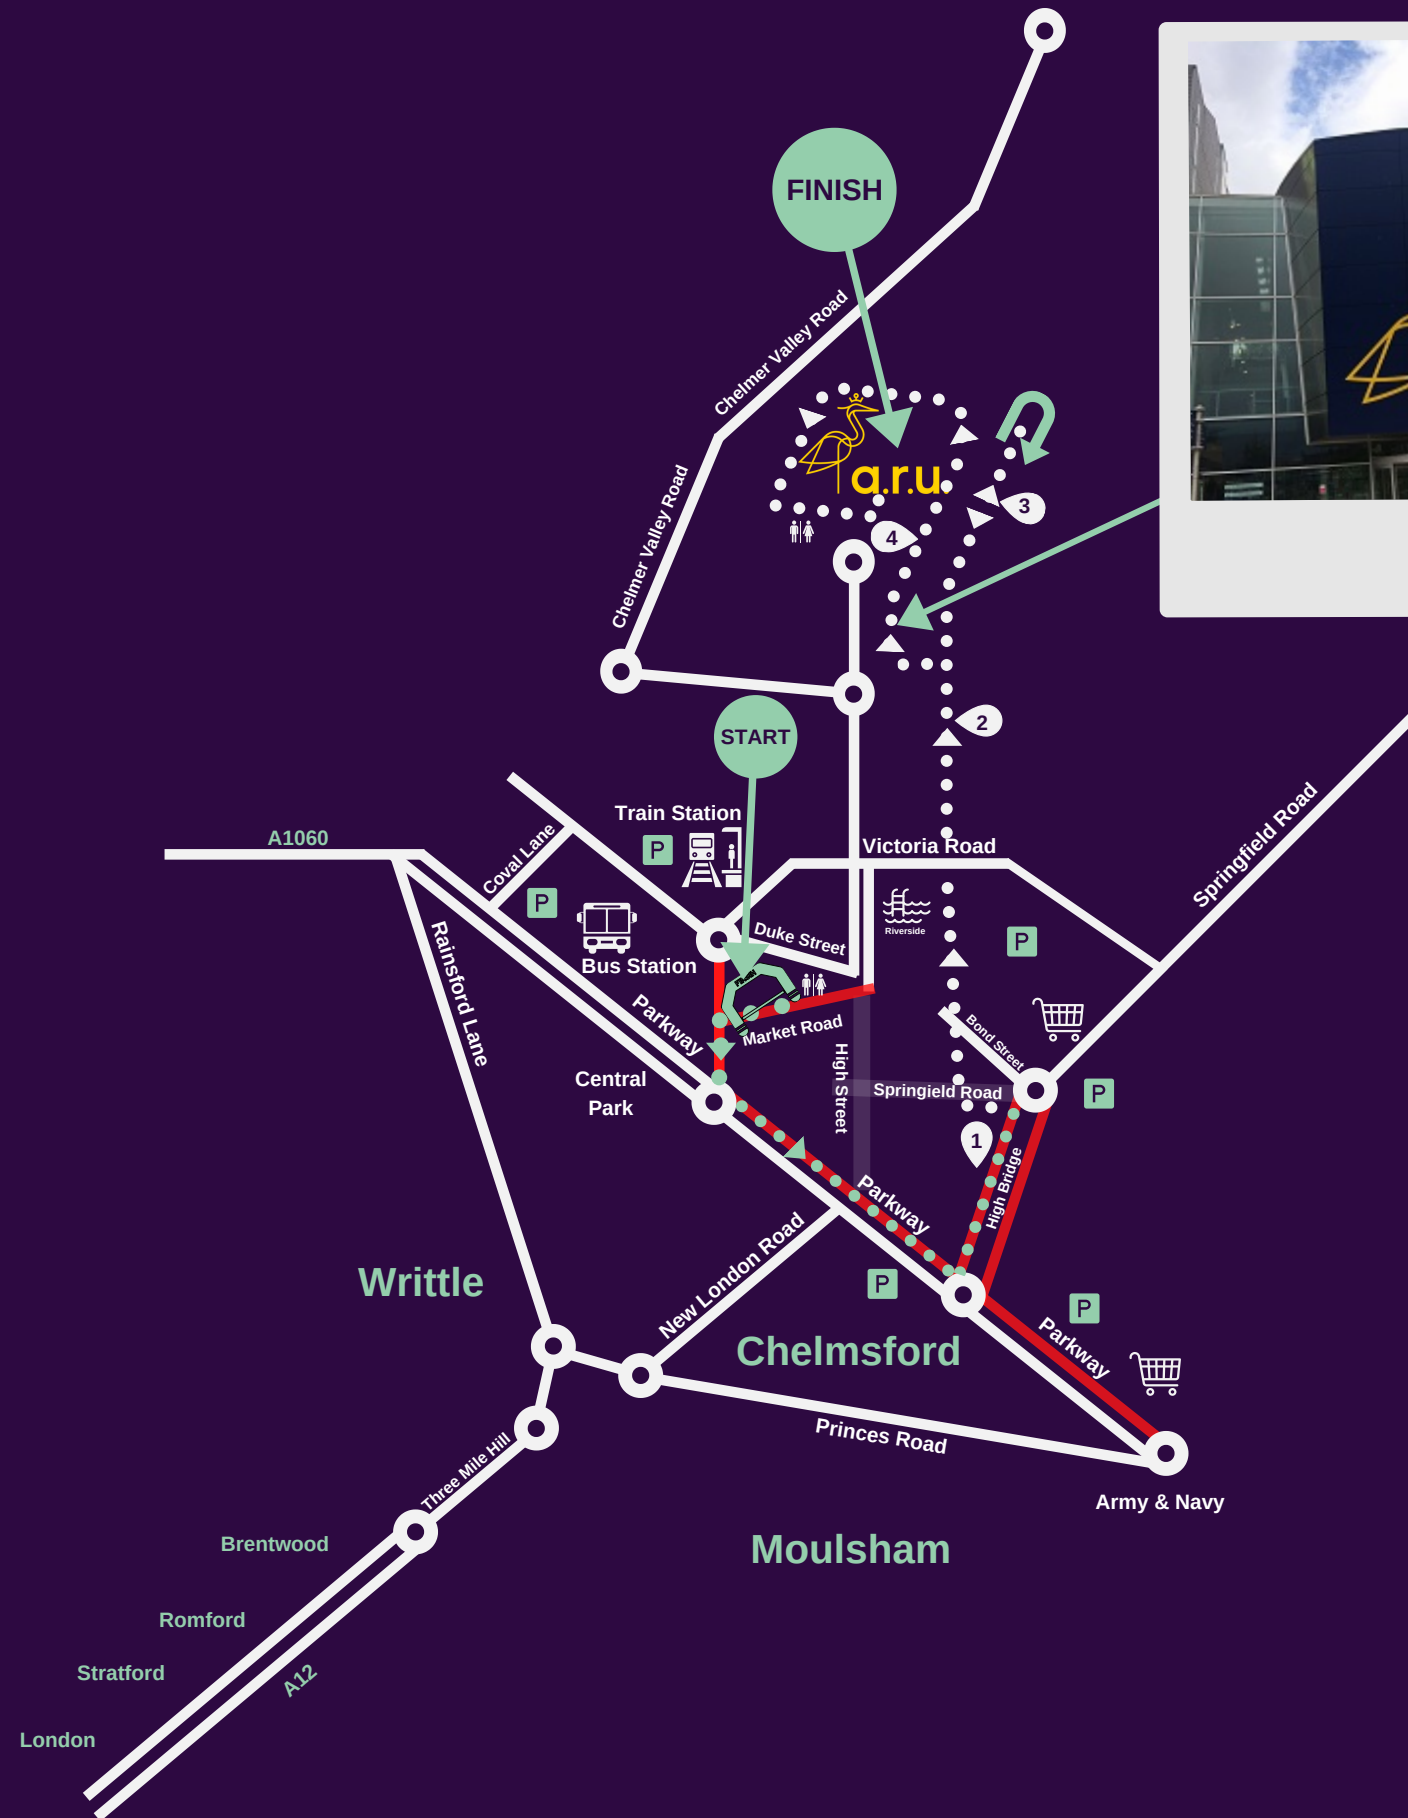 FINISH
Chelmer Valley Road
Chelmer Valley Road
a.r.u.
3
4
2
START
Train Station
P
A1060
Coval Lane
P
Victoria Road
Springfield Road
Riverside
Duke Street
P
Bus Station
FINISH
Rainsford Lane
Parkway
Market Road
Bond Street
High Street
Central
Park
Springield Road
P
1
High Bridge
Parkway
New London Road
Writtle
P
P
Parkway
Chelmsford
Princes Road
Three Mile Hill
Army & Navy
Brentwood
Moulsham
Romford
Stratford
A12
London